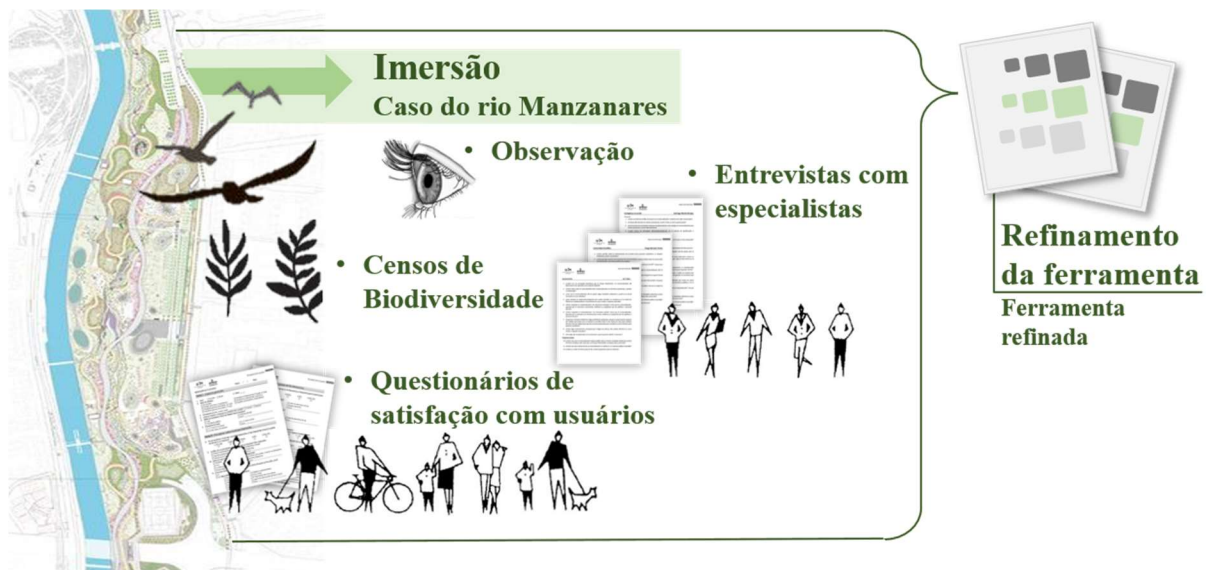 Imersão
Caso do rio Manzanares
• Observação
• Entrevistas com
especialistas
• Censos de
Biodiversidade
• Questionários de
satisfação com usuários
Refinamento
da ferramenta
Ferramenta
refinada